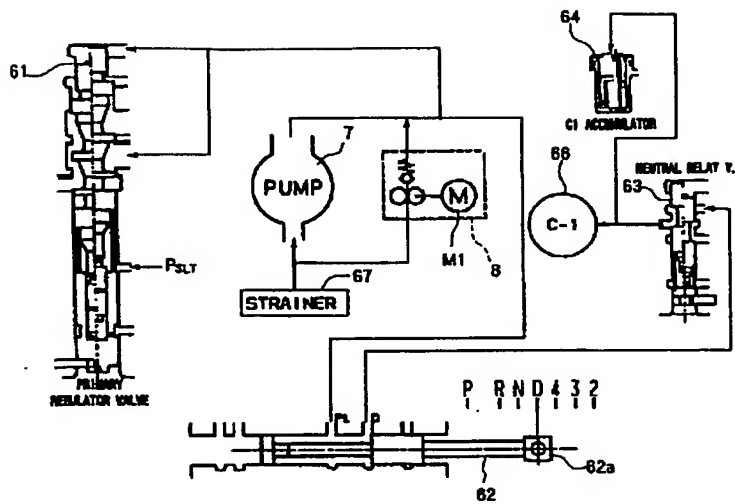 61
64
C1 ACCUMULATOR
7
PUMP
66
C-1
NEUTRAL RELAY V.
63
M
M1
8
PSLT
67
STRAINER
PRIMARY
REGULATOR VALVE
P R N D 4 3 2
PL D
62
62a